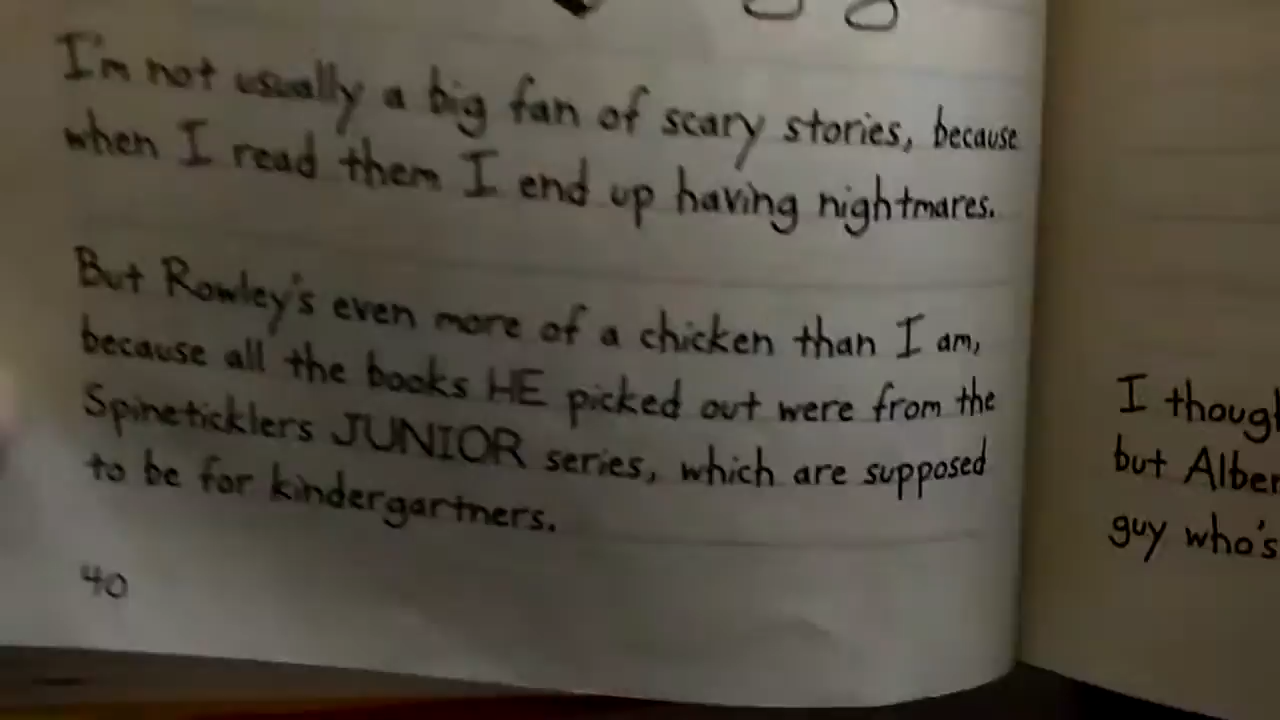 I'm not usually a big fan of scary stories, because
when I read them I end up having nightmares.
But Rowley's even more of a chicken than I am,
because all the books HE picked out were from the
Spineticklers JUNIOR series, which are supposed
to be for kindergartners.
40
I
but
guy who's